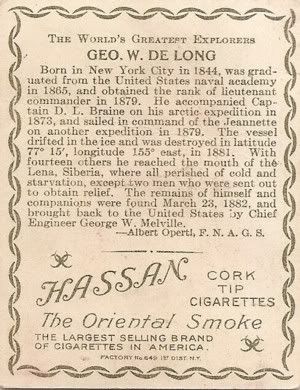 THE WORLD'S GREATEST EXPLORERS
GEO. W. DE LONG
Born in New York City in 1844, was grad-
uated from the United States naval academy
in 1865, and obtained the rank of lieutenant
commander in 1879. He accompanied Cap-
tain D. L. Braine on his arctic expedition in
1873, and sailed in command of the Jeannette
on another expedition in 1879. The vessel
drifted in the ice and was destroyed in latitude
77° 15', longitude 155° east, in 1881. With
fourteen others he reached the mouth of the
Lena, Siberia, where all perished of cold and
starvation, except two men who were sent out
to obtain relief. The remains of himself and
companions were found March 23, 1882, and
brought back to the United States by Chief
Engineer George W. Melville.
—Albert Operti, F. N. A. G. S.
HASSAN
CORK
TIP
CIGARETTES
The Oriental Smoke
THE LARGEST SELLING BRAND
OF CIGARETTES IN AMERICA.
FACTORY No. 649 1ST DIST. N.Y.